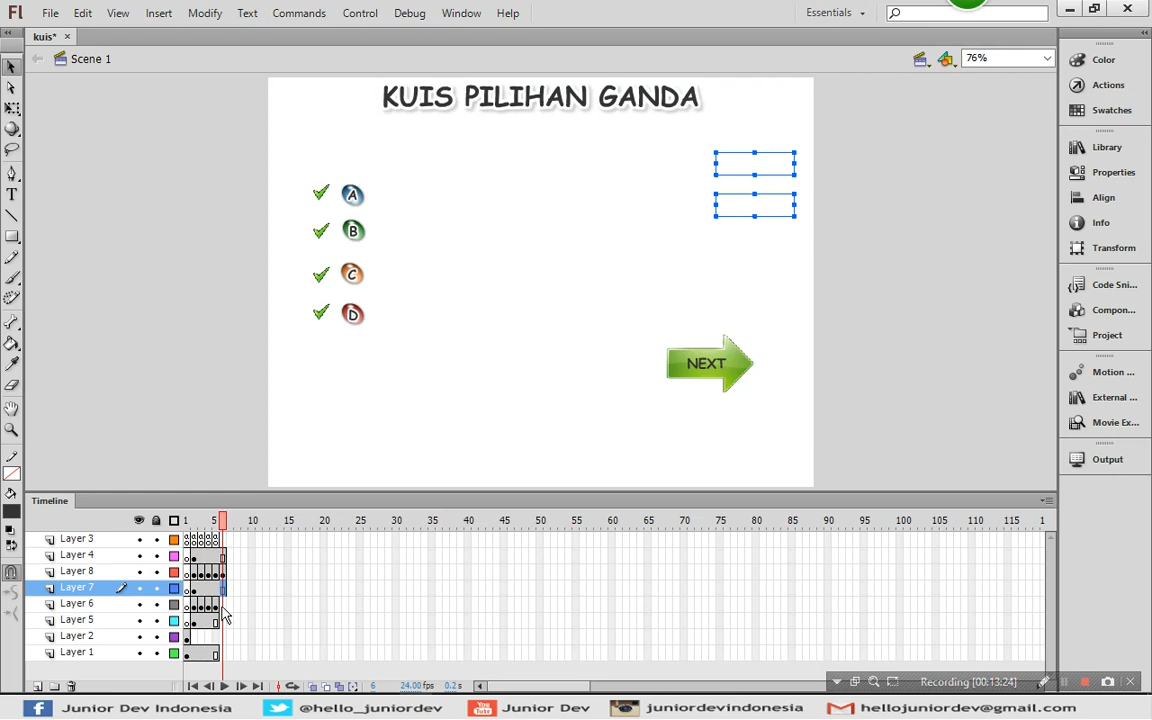 Fl File Edit View Insert Modify Text Commands Control Debug Window Help Essentials
kuis* ×
Scene 1 76%
KUIS PILIHAN GANDA
A
B
C
D
NEXT
Color
Actions
Swatches
Library
Properties
Align
Info
Transform
Code Sni...
Compon...
Project
Motion ...
External ...
Movie Ex...
Output
Timeline
1 5 10 15 20 25 30 35 40 45 50 55 60 65 70 75 80 85 90 95 100 105 110 115 1
Layer 3
Layer 4
Layer 8
Layer 7
Layer 6
Layer 5
Layer 2
Layer 1
6 24.00 fps 0.2 s
Recording [00:13:24]
Junior Dev Indonesia @hello_juniordev Junior Dev juniordevindonesia hellojuniordev@gmail.com